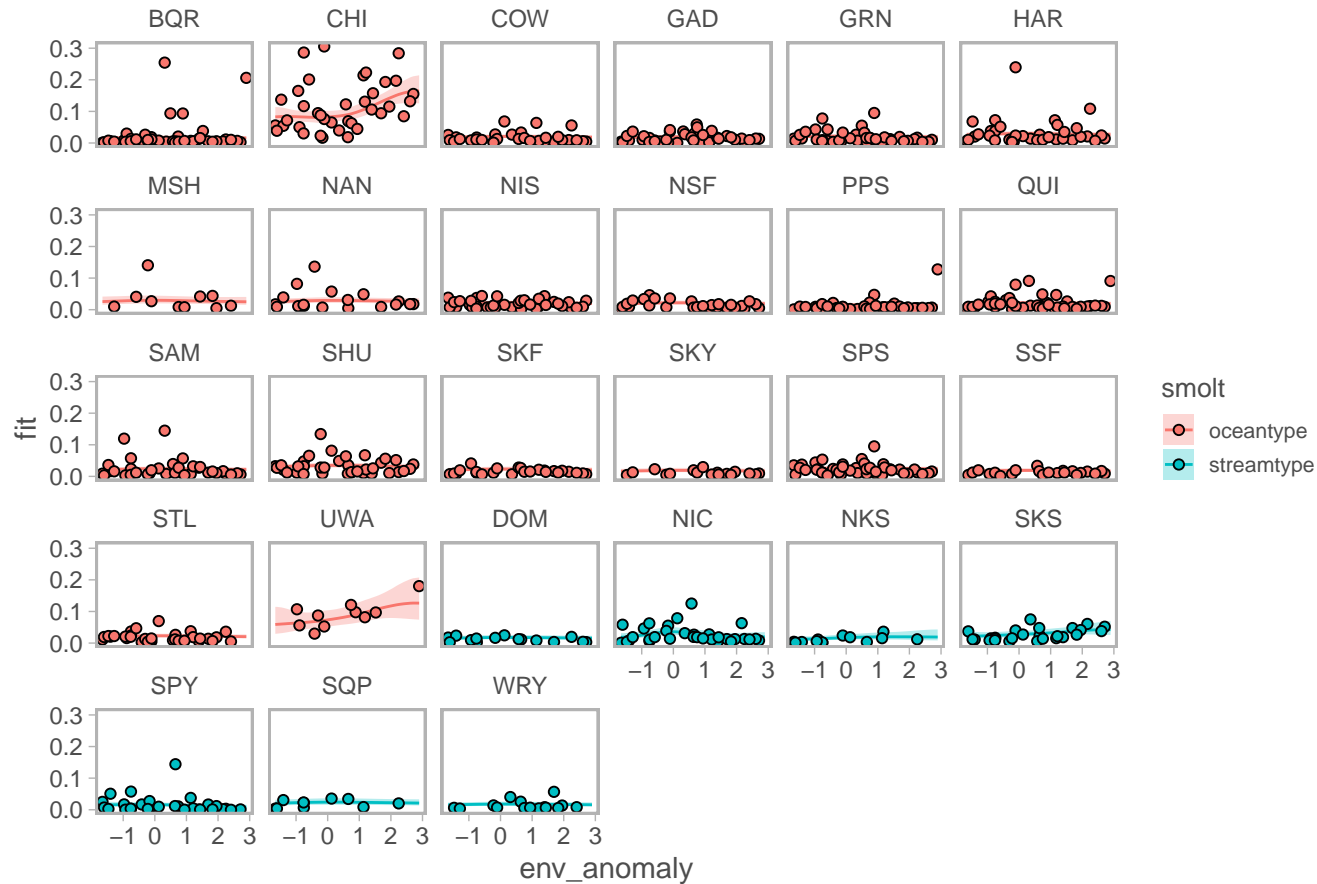 BQR CHI COW GAD GRN HAR
0.3
0.2
0.1
0.0
MSH NAN NIS NSF PPS QUI
0.3
0.2
0.1
0.0
SAM SHU SKF SKY SPS SSF
0.3
0.2
0.1
0.0
fit
smolt
oceantype
streamtype
STL UWA DOM NIC NKS SKS
0.3
0.2
0.1
0.0
−1 0 1 2 3 −1 0 1 2 3 −1 0 1 2 3
SPY SQP WRY
0.3
0.2
0.1
0.0
−1 0 1 2 3 −1 0 1 2 3 −1 0 1 2 3
env_anomaly